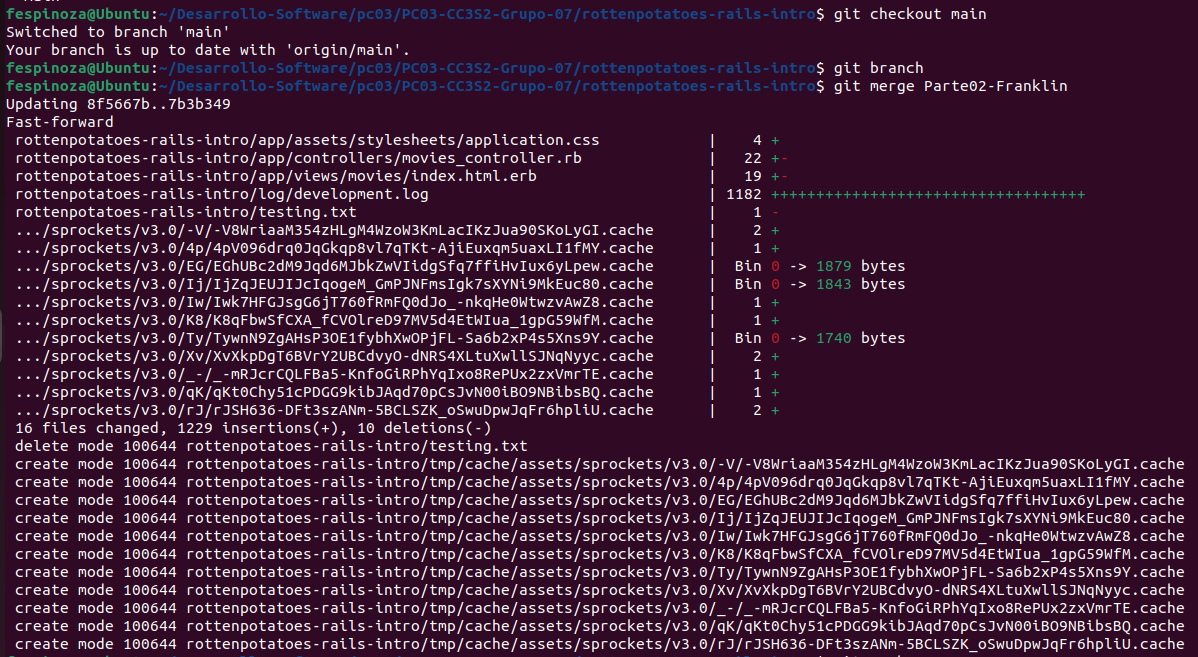 fespinoza@Ubuntu:~/Desarrollo-Software/pc03/PC03-CC3S2-Grupo-07/rottenpotatoes-rails-intro$ git checkout main
Switched to branch 'main'
Your branch is up to date with 'origin/main'.
fespinoza@Ubuntu:~/Desarrollo-Software/pc03/PC03-CC3S2-Grupo-07/rottenpotatoes-rails-intro$ git branch
fespinoza@Ubuntu:~/Desarrollo-Software/pc03/PC03-CC3S2-Grupo-07/rottenpotatoes-rails-intro$ git merge Parte02-Franklin
Updating 8f5667b..7b3b349
Fast-forward
 rottenpotatoes-rails-intro/app/assets/stylesheets/application.css | 4 +
 rottenpotatoes-rails-intro/app/controllers/movies_controller.rb | 22 +-
 rottenpotatoes-rails-intro/app/views/movies/index.html.erb | 19 +-
 rottenpotatoes-rails-intro/log/development.log | 1182 +++++++++++++++++++++++++++++++++++
 rottenpotatoes-rails-intro/testing.txt | 1 -
 .../sprockets/v3.0/-V/-V8WriaaM354zHLgM4WzoW3KmLacIKzJua90SKoLyGI.cache | 2 +
 .../sprockets/v3.0/4p/4pV096drq0JqGkqp8vl7qTKt-AjiEuxqm5uaxLI1fMY.cache | 1 +
 .../sprockets/v3.0/EG/EGhUBc2dM9Jqd6MJbkZwVIidgSfq7ffiHvIux6yLpew.cache | Bin 0 -> 1879 bytes
 .../sprockets/v3.0/Ij/IjZqJEUJIJcIqogeM_GmPJNFmsIgk7sXYNi9MkEuc80.cache | Bin 0 -> 1843 bytes
 .../sprockets/v3.0/Iw/Iwk7HFGJsgG6jT760fRmFQ0dJo_-nkqHe0WtwzvAwZ8.cache | 1 +
 .../sprockets/v3.0/K8/K8qFbwSfCXA_fCVOlreD97MV5d4EtWIua_1gpG59WfM.cache | 1 +
 .../sprockets/v3.0/Ty/TywnN9ZgAHsP3OE1fybhXwOPjFL-Sa6b2xP4s5Xns9Y.cache | Bin 0 -> 1740 bytes
 .../sprockets/v3.0/Xv/XvXkpDgT6BVrY2UBCdvyO-dNRS4XLtuXwllSJNqNyyc.cache | 2 +
 .../sprockets/v3.0/_-/_-mRJcrCQLFBa5-KnfoGiRPhYqIxo8RePUx2zxVmrTE.cache | 1 +
 .../sprockets/v3.0/qK/qKt0Chy51cPDGG9kibJAqd70pCsJvN00iBO9NBibsBQ.cache | 1 +
 .../sprockets/v3.0/rJ/rJSH636-DFt3szANm-5BCLSZK_oSwuDpwJqFr6hpliU.cache | 2 +
 16 files changed, 1229 insertions(+), 10 deletions(-)
 delete mode 100644 rottenpotatoes-rails-intro/testing.txt
 create mode 100644 rottenpotatoes-rails-intro/tmp/cache/assets/sprockets/v3.0/-V/-V8WriaaM354zHLgM4WzoW3KmLacIKzJua90SKoLyGI.cache
 create mode 100644 rottenpotatoes-rails-intro/tmp/cache/assets/sprockets/v3.0/4p/4pV096drq0JqGkqp8vl7qTKt-AjiEuxqm5uaxLI1fMY.cache
 create mode 100644 rottenpotatoes-rails-intro/tmp/cache/assets/sprockets/v3.0/EG/EGhUBc2dM9Jqd6MJbkZwVIidgSfq7ffiHvIux6yLpew.cache
 create mode 100644 rottenpotatoes-rails-intro/tmp/cache/assets/sprockets/v3.0/Ij/IjZqJEUJIJcIqogeM_GmPJNFmsIgk7sXYNi9MkEuc80.cache
 create mode 100644 rottenpotatoes-rails-intro/tmp/cache/assets/sprockets/v3.0/Iw/Iwk7HFGJsgG6jT760fRmFQ0dJo_-nkqHe0WtwzvAwZ8.cache
 create mode 100644 rottenpotatoes-rails-intro/tmp/cache/assets/sprockets/v3.0/K8/K8qFbwSfCXA_fCVOlreD97MV5d4EtWIua_1gpG59WfM.cache
 create mode 100644 rottenpotatoes-rails-intro/tmp/cache/assets/sprockets/v3.0/Ty/TywnN9ZgAHsP3OE1fybhXwOPjFL-Sa6b2xP4s5Xns9Y.cache
 create mode 100644 rottenpotatoes-rails-intro/tmp/cache/assets/sprockets/v3.0/Xv/XvXkpDgT6BVrY2UBCdvyO-dNRS4XLtuXwllSJNqNyyc.cache
 create mode 100644 rottenpotatoes-rails-intro/tmp/cache/assets/sprockets/v3.0/_-/_-mRJcrCQLFBa5-KnfoGiRPhYqIxo8RePUx2zxVmrTE.cache
 create mode 100644 rottenpotatoes-rails-intro/tmp/cache/assets/sprockets/v3.0/qK/qKt0Chy51cPDGG9kibJAqd70pCsJvN00iBO9NBibsBQ.cache
 create mode 100644 rottenpotatoes-rails-intro/tmp/cache/assets/sprockets/v3.0/rJ/rJSH636-DFt3szANm-5BCLSZK_oSwuDpwJqFr6hpliU.cache